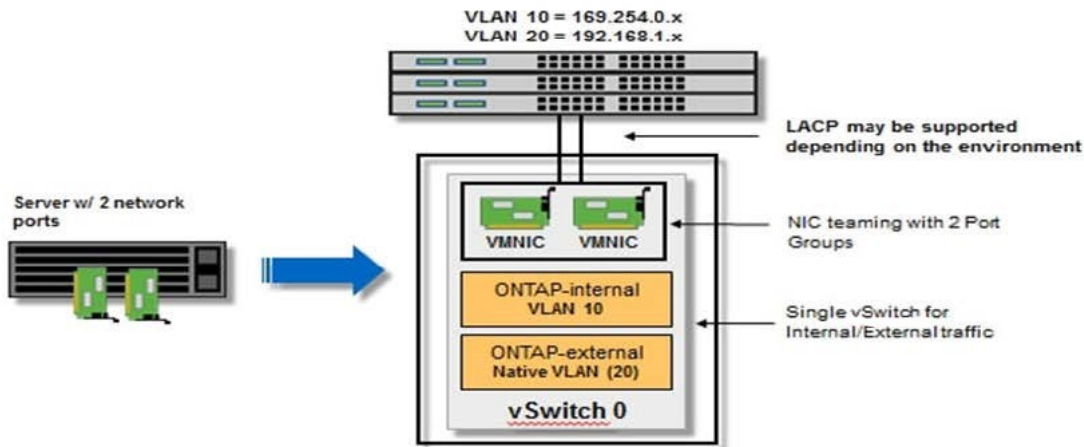 VLAN 10 = 169.254.0.x
VLAN 20 = 192.168.1.x
LACP may be supported
depending on the environment
Server w/ 2 network
ports
VMNIC
VMNIC
NIC teaming with 2 Port
Groups
ONTAP-internal
VLAN 10
Single vSwitch for
Internal/External traffic
ONTAP-external
Native VLAN (20)
vSwitch 0